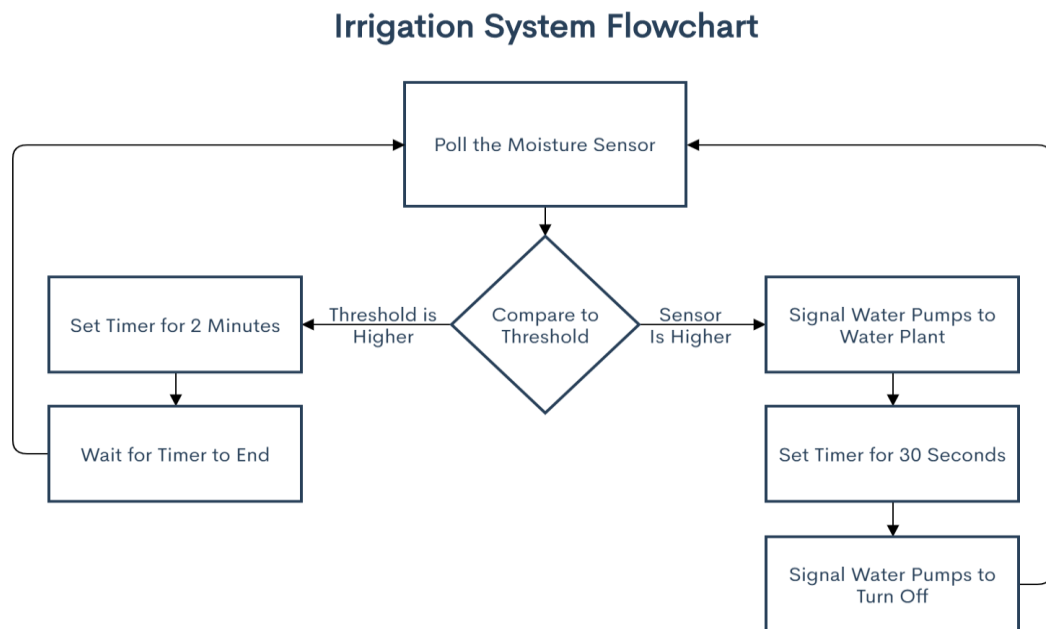 Irrigation System Flowchart
Poll the Moisture Sensor
Set Timer for 2 Minutes
Threshold is
Higher
Compare to
Threshold
Sensor
Is Higher
Signal Water Pumps to
Water Plant
Wait for Timer to End
Set Timer for 30 Seconds
Signal Water Pumps to
Turn Off